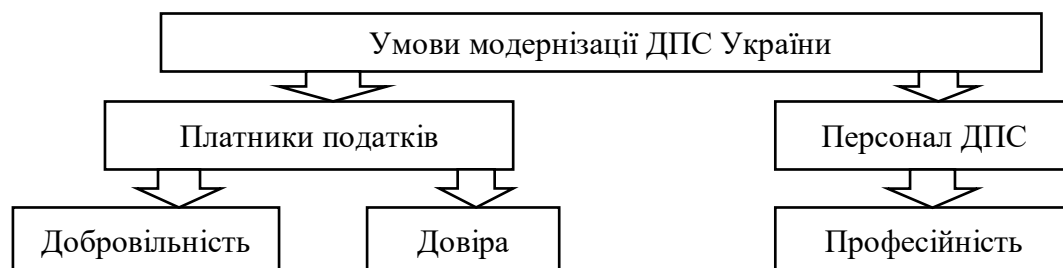 Умови модернізації ДПС України
Платники податків
Персонал ДПС
Добровільність
Довіра
Професійність